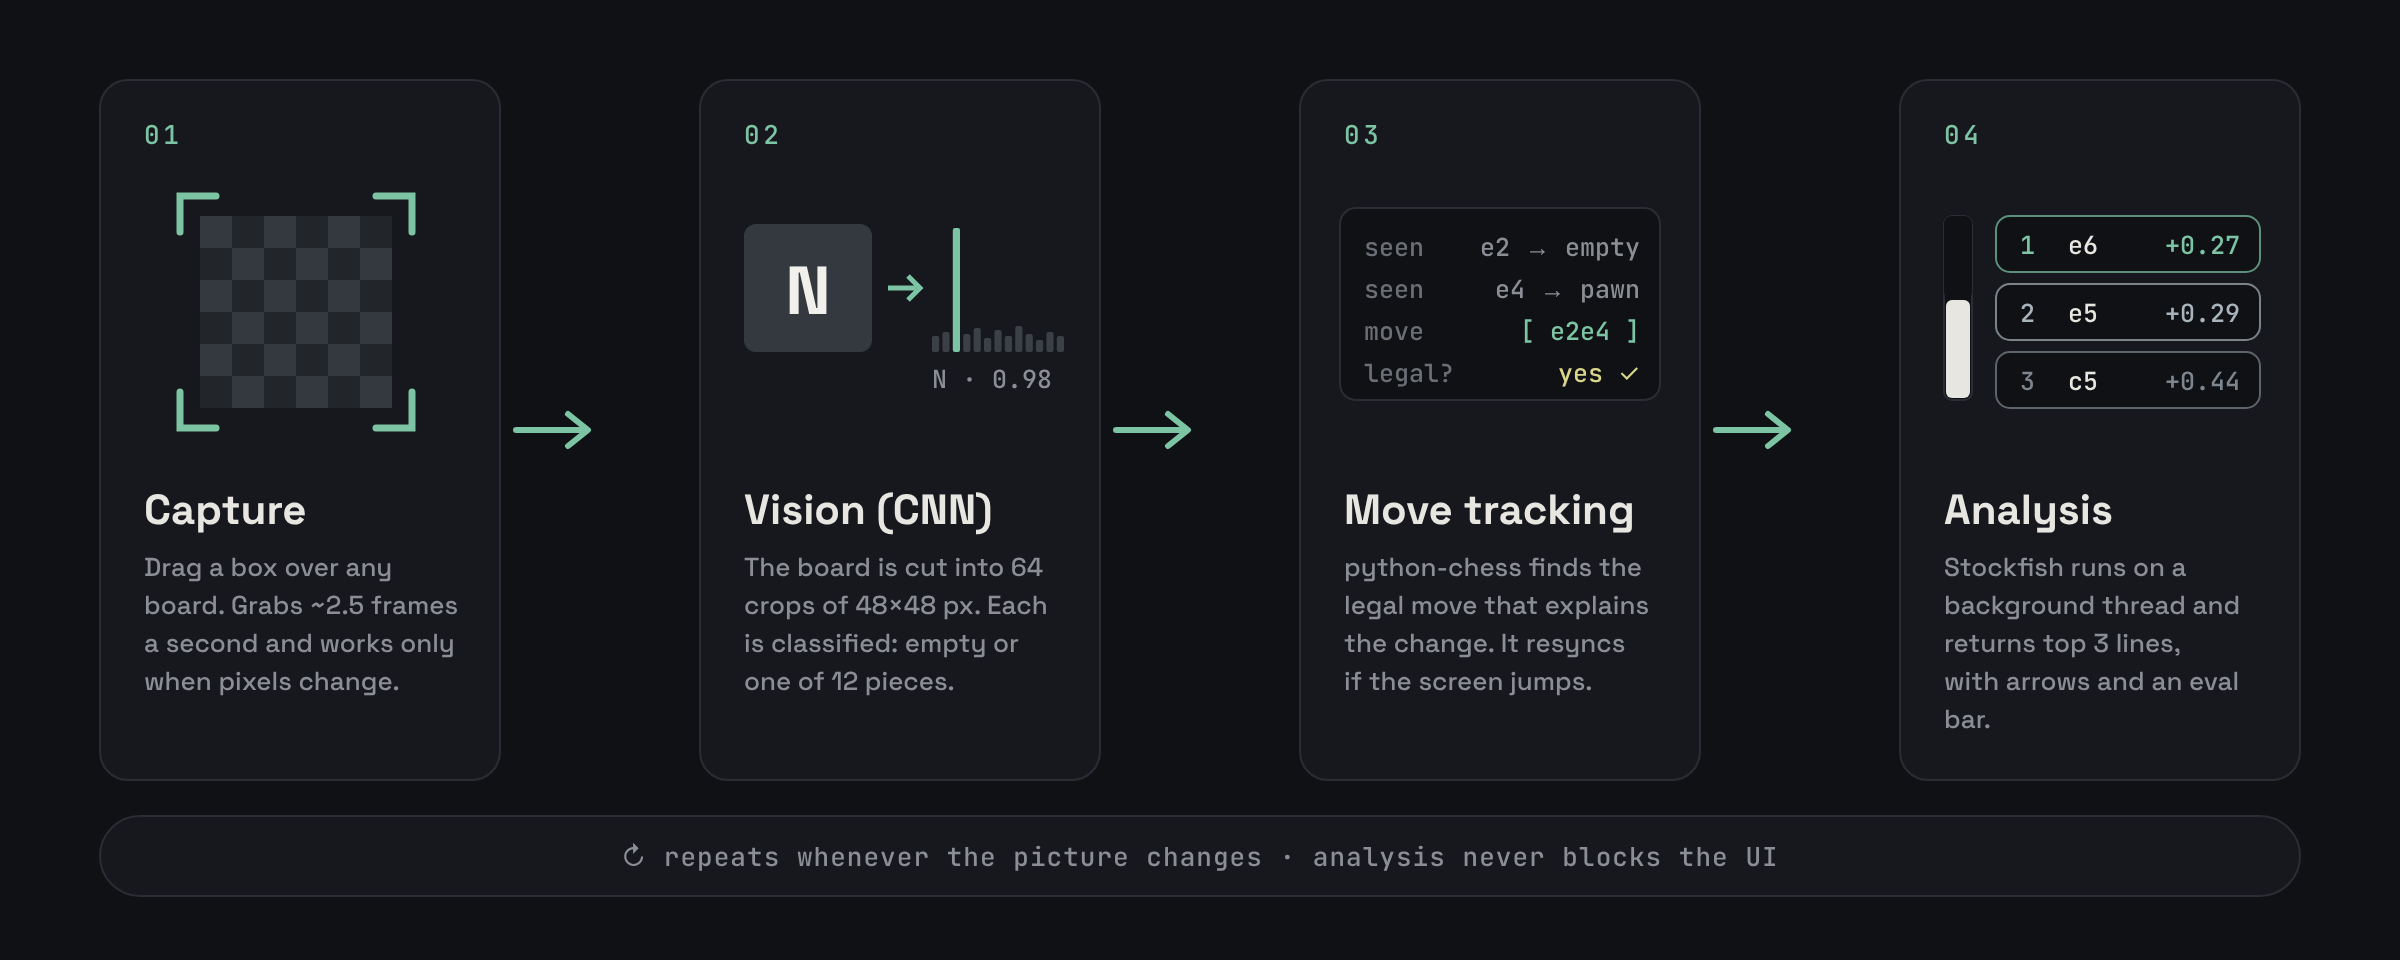 01
N
N · 0.98
Capture
Drag a box over any
board. Grabs ~2.5 frames
a second and works only
when pixels change.
02
Vision (CNN)
The board is cut into 64
crops of 48×48 px. Each
is classified: empty or
one of 12 pieces.
03
seen e2 → empty
seen e4 → pawn
move [ e2e4 ]
legal? yes ✓
Move tracking
python-chess finds the
legal move that explains
the change. It resyncs
if the screen jumps.
04
1 e6 +0.27
2 e5 +0.29
3 c5 +0.44
Analysis
Stockfish runs on a
background thread and
returns top 3 lines,
with arrows and an eval
bar.
↻ repeats whenever the picture changes · analysis never blocks the UI